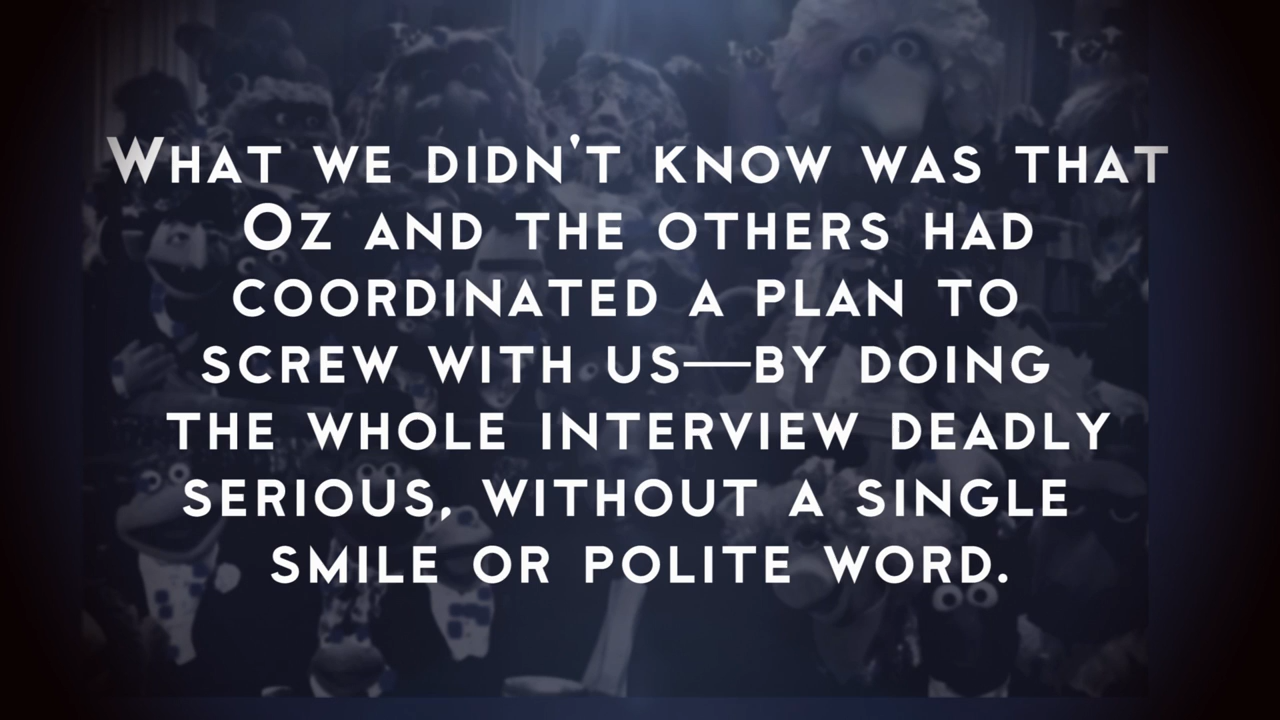 What we didn't know was that
Oz and the others had
coordinated a plan to
screw with us—by doing
the whole interview deadly
serious, without a single
smile or polite word.